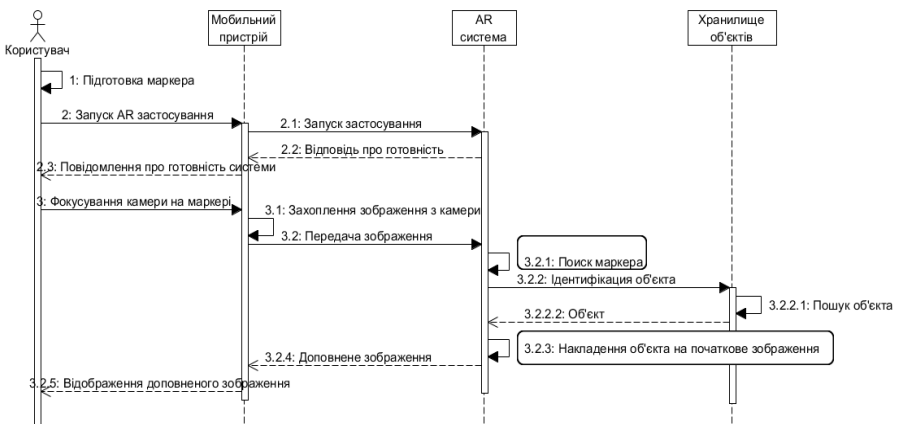 Мобильний
пристрій
AR
система
Хранилище
об'єктів
Користувач
1: Підготовка маркера
2: Запуск AR застосування
2.1: Запуск застосування
2.2: Відповідь про готовність
2.3: Повідомлення про готовність системи
3: Фокусування камери на маркері
3.1: Захоплення зображення з камери
3.2: Передача зображення
3.2.1: Поиск маркера
3.2.2: Ідентифікация об'єкта
3.2.2.1: Пошук об'єкта
3.2.2.2: Об'єкт
3.2.3: Накладення об'єкта на початкове зображення
3.2.4: Доповнене зображення
3.2.5: Відображення доповненого зображення